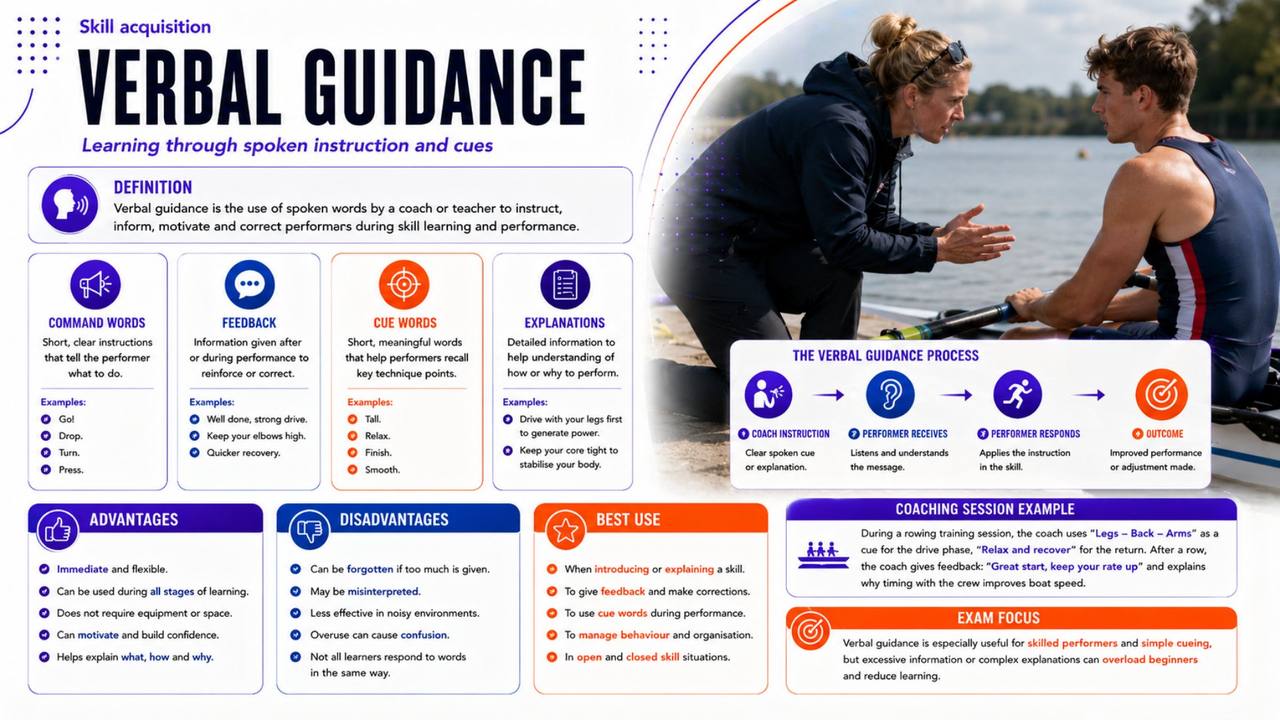 Skill acquisition
VERBAL GUIDANCE
Learning through spoken instruction and cues
DEFINITION
Verbal guidance is the use of spoken words by a coach or teacher to instruct,
inform, motivate and correct performars during skill learning and performance.
COMMAND WORDS
Short, clear instructions
that tell the performer
what to do.
Examples:
Go!
Drop.
Turn.
Press.
FEEDBACK
Information given after
or during performance to
reinforce or correct.
Examples:
Well done, strong drive.
Keep your elbows high.
Quicker recovery.
CUE WORDS
Short, meaningful words
that help performers recall
key technique points.
Examples:
Tall.
Relax.
Finish.
Smooth.
EXPLANATIONS
Detailed information to
help understanding of
how or why to perform.
Examples:
Drive with your legs first
to generate power.
Keep your core tight to
stabilise your body.
THE VERBAL GUIDANCE PROCESS
COACH INSTRUCTION
Clear spoken cue
or explanation.
PERFORMER RECEIVES
Listens and understands
the message.
PERFORMER RESPONDS
Applies the instruction
in the skill.
OUTCOME
Improved performance
or adjustment made.
ADVANTAGES
Immediate and flexible.
Can be used during all stages of learning.
Does not require equipment or space.
Can motivate and build confidence.
Helps explain what, how and why.
DISADVANTAGES
Can be forgotten if too much is given.
May be misinterpreted.
Less effective in noisy environments.
Overuse can cause confusion.
Not all learners respond to words
in the same way.
BEST USE
When introducing or explaining a skill.
To give feedback and make corrections.
To use cue words during performance.
To manage behaviour and organisation.
In open and closed skill situations.
COACHING SESSION EXAMPLE
During a rowing training session, the coach uses “Legs – Back – Arms” as a
cue for the drive phase, “Relax and recover” for the return. After a row,
the coach gives feedback: “Great start, keep your rate up” and explains
why timing with the crew improves boat speed.
EXAM FOCUS
Verbal guidance is especially useful for skilled performers and simple cueing,
but excessive information or complex explanations can overload beginners
and reduce learning.